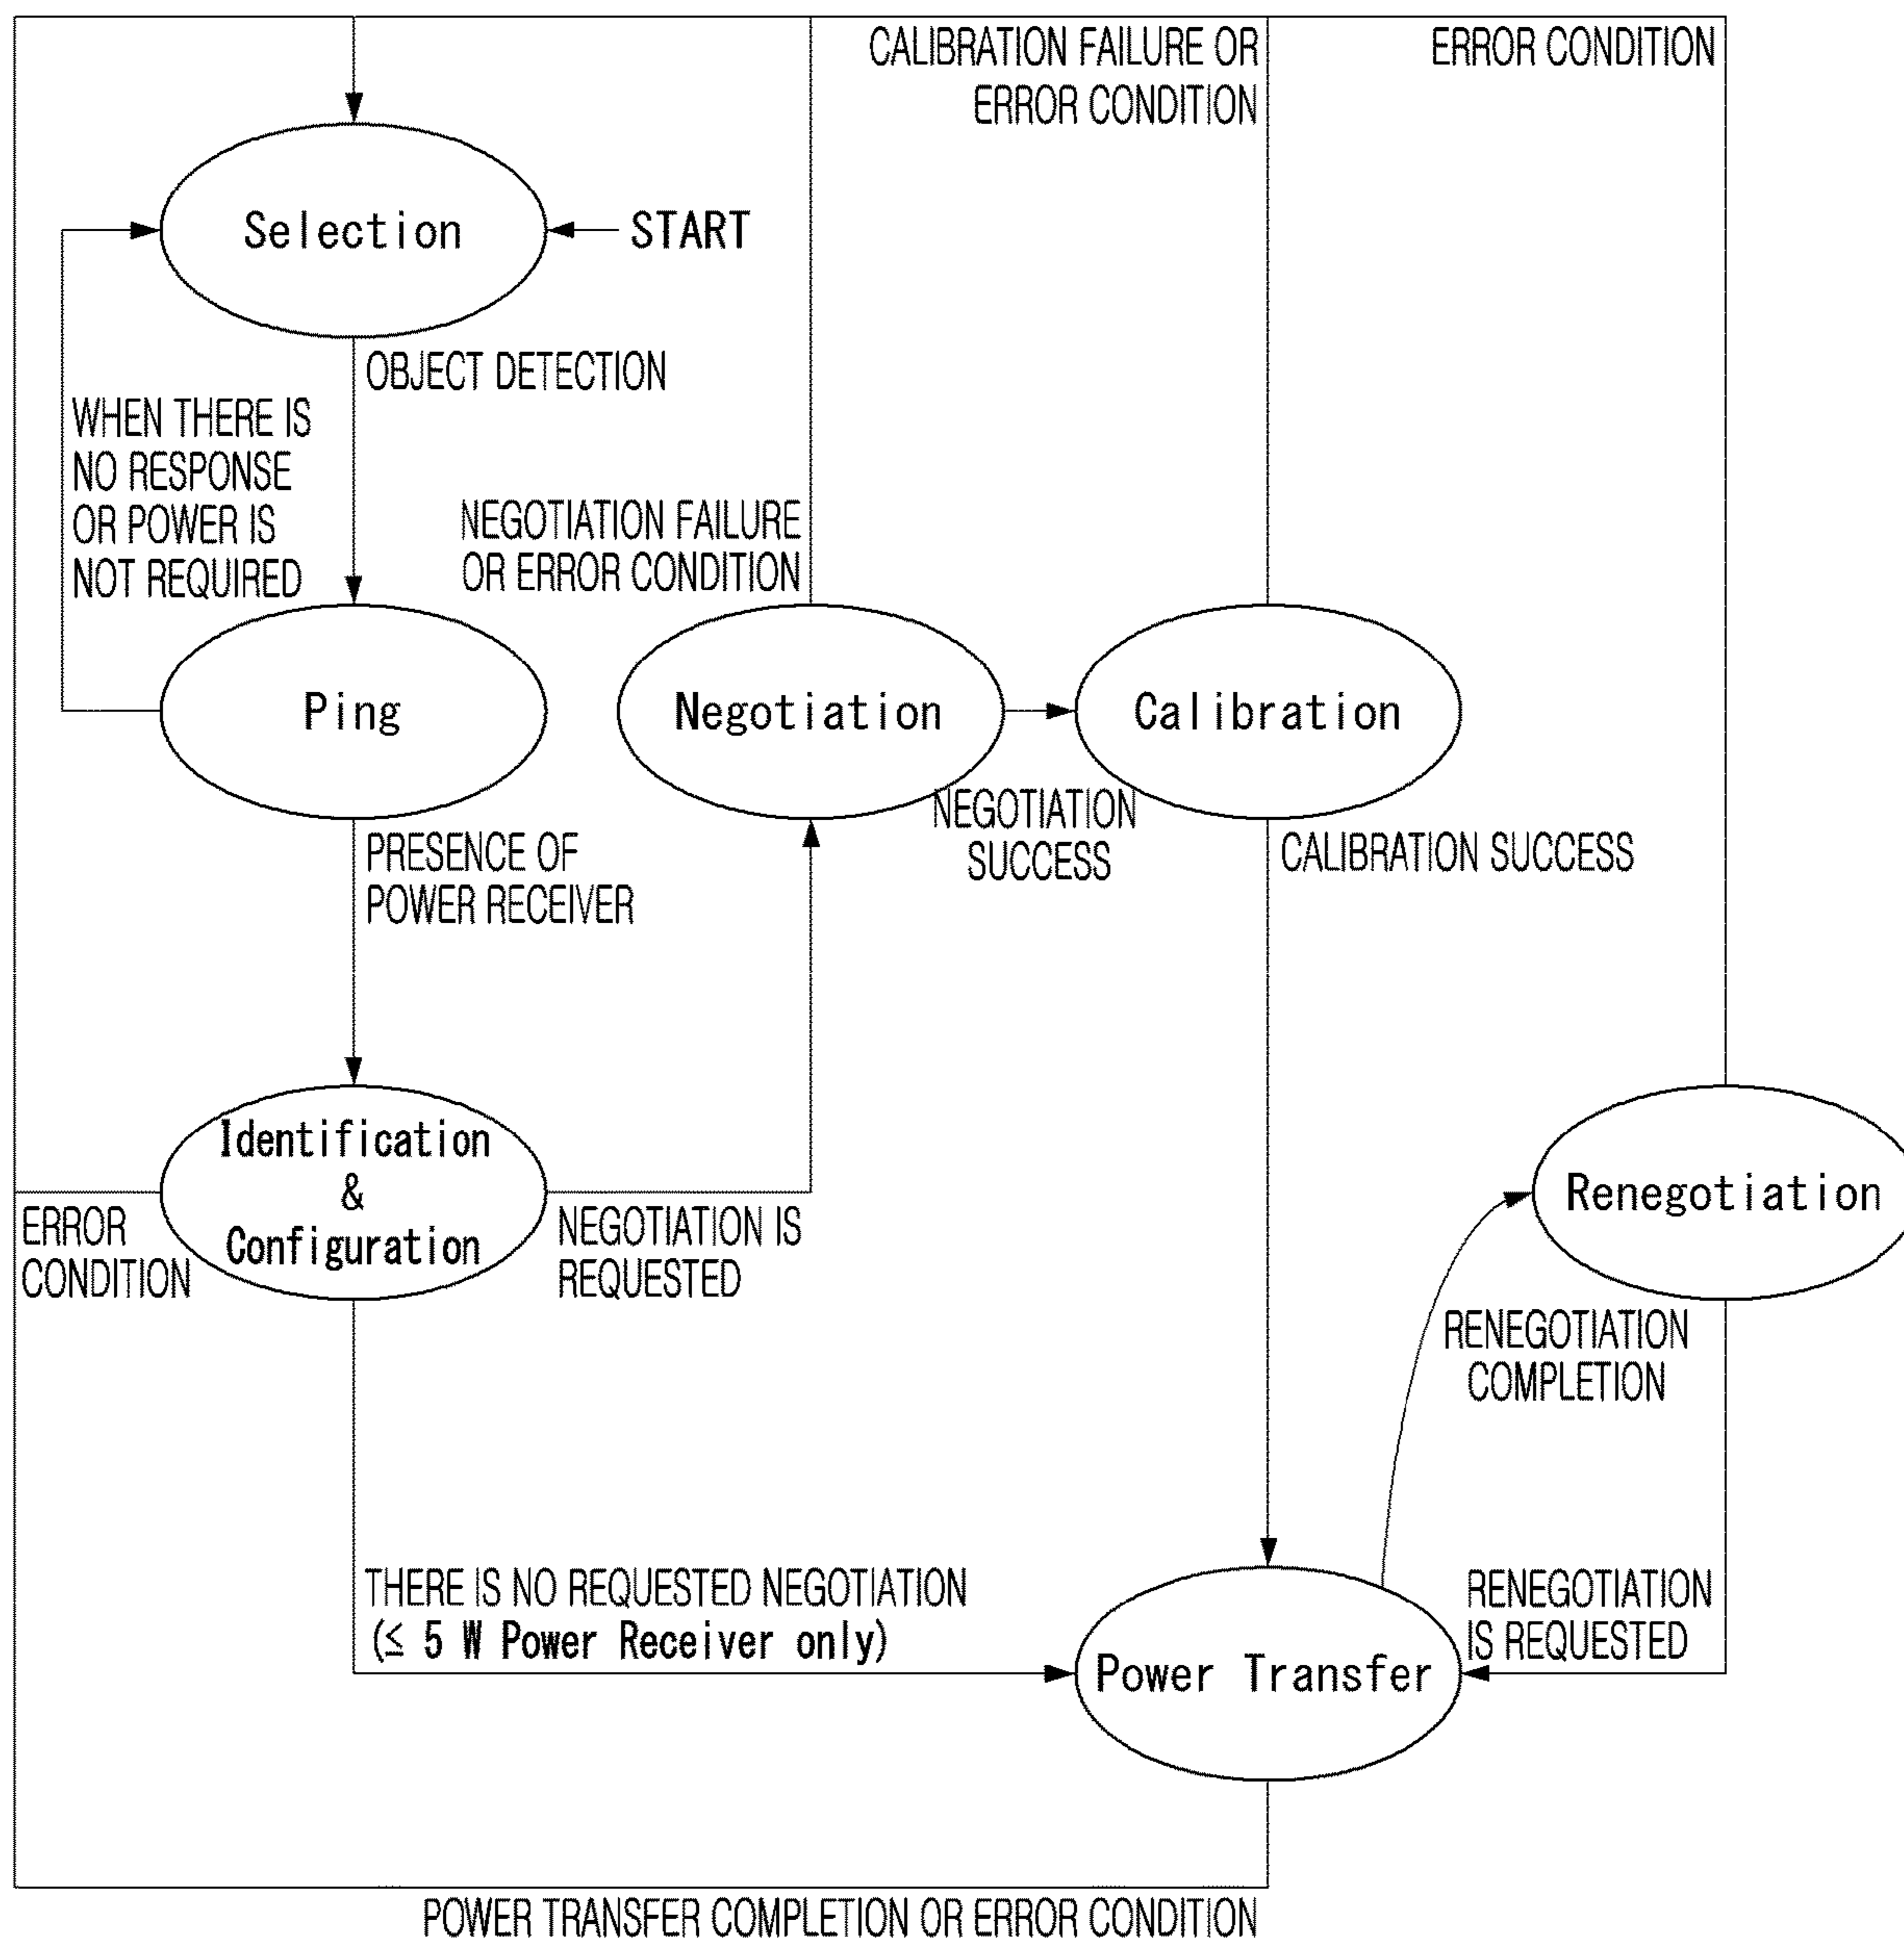 CALIBRATION FAILURE OR
ERROR CONDITION
ERROR CONDITION
Selection
START
OBJECT DETECTION
WHEN THERE IS
NO RESPONSE
OR POWER IS
NOT REQUIRED
NEGOTIATION FAILURE
OR ERROR CONDITION
Ping
Negotiation
Calibration
NEGOTIATION
SUCCESS
PRESENCE OF
POWER RECEIVER
CALIBRATION SUCCESS
Identification
&
Configuration
ERROR
CONDITION
NEGOTIATION IS
REQUESTED
Renegotiation
RENEGOTIATION
COMPLETION
THERE IS NO REQUESTED NEGOTIATION
(≤ 5 W Power Receiver only)
RENEGOTIATION
IS REQUESTED
Power Transfer
POWER TRANSFER COMPLETION OR ERROR CONDITION